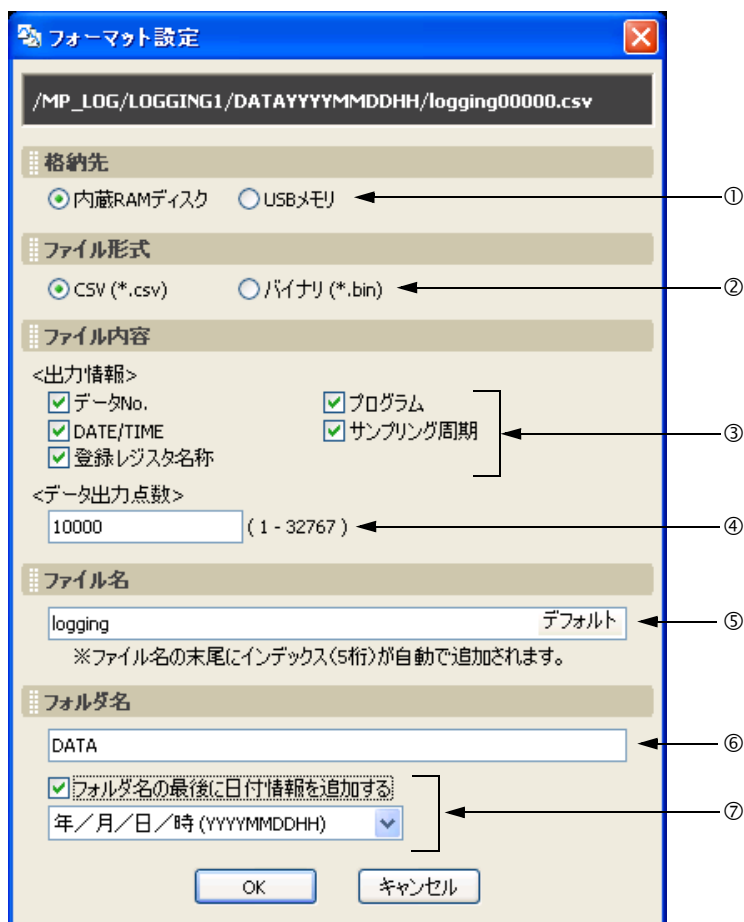 フォーマット設定
/MP_LOG/LOGGING1/DATAYYYYMMDDHH/logging00000.csv
格納先
内蔵RAMディスク USBメモリ ①
ファイル形式
CSV (*.csv) バイナリ (*.bin) ②
ファイル内容
<出力情報>
データNo. プログラム
DATE/TIME サンプリング周期 ③
登録レジスタ名称
<データ出力点数>
10000 ( 1 - 32767 ) ④
ファイル名
logging デフォルト ⑤
※ファイル名の末尾にインデックス(5桁)が自動で追加されます。
フォルダ名
DATA ⑥
フォルダ名の最後に日付情報を追加する
年/月/日/時 (YYYYMMDDHH) ⑦
OK キャンセル